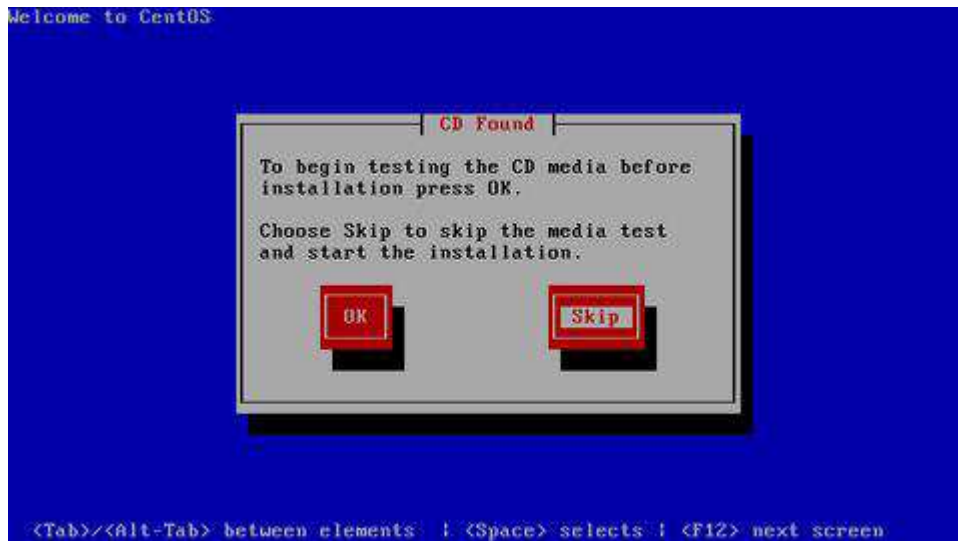 Welcome to CentOS
CD Found
To begin testing the CD media before
installation press OK.
Choose Skip to skip the media test
and start the installation.
OK Skip
<Tab>/<Alt-Tab> between elements | <Space> selects | <F12> next screen